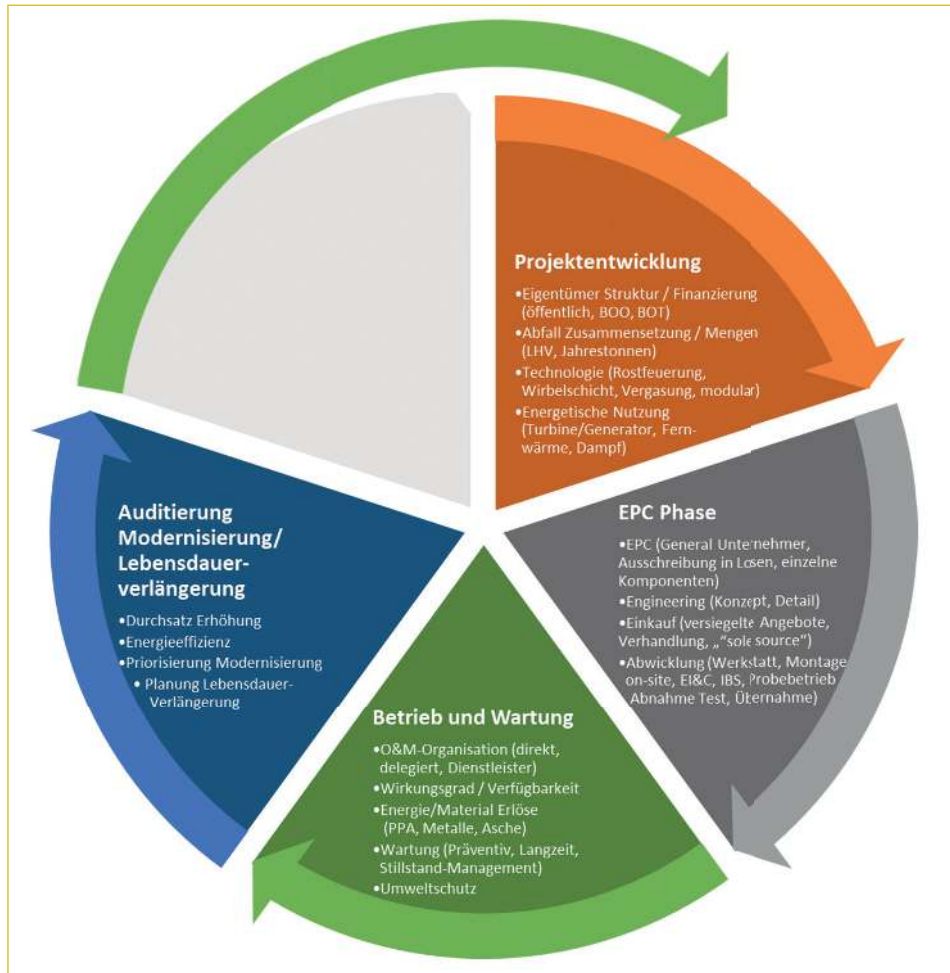 Projektentwicklung
•Eigentümer Struktur / Finanzierung
(öffentlich, BOO, BOT)
•Abfall Zusammensetzung / Mengen
(LHV, Jahrestonnen)
•Technologie (Rostfeuerung,
Wirbelschicht, Vergasung, modular)
•Energetische Nutzung
(Turbine/Generator, Fern-
wärme, Dampf)
EPC Phase
•EPC (General Unternehmer,
Ausschreibung in Losen, einzelne
Komponenten)
•Engineering (Konzept, Detail)
•Einkauf (versiegelte Angebote,
Verhandlung, „"sole source“)
•Abwicklung (Werkstatt, Montage
on-site, EI&C, IBS, Probebetrieb
Abnahme Test, Übernahme)
Betrieb und Wartung
•O&M-Organisation (direkt,
delegiert, Dienstleister)
•Wirkungsgrad / Verfügbarkeit
•Energie/Material Erlöse
(PPA, Metalle, Asche)
•Wartung (Präventiv, Langzeit,
Stillstand-Management)
•Umweltschutz
Auditierung
Modernisierung/
Lebensdauer-
verlängerung
•Durchsatz Erhöhung
•Energieeffizienz
•Priorisierung Modernisierung
• Planung Lebensdauer-
Verlängerung